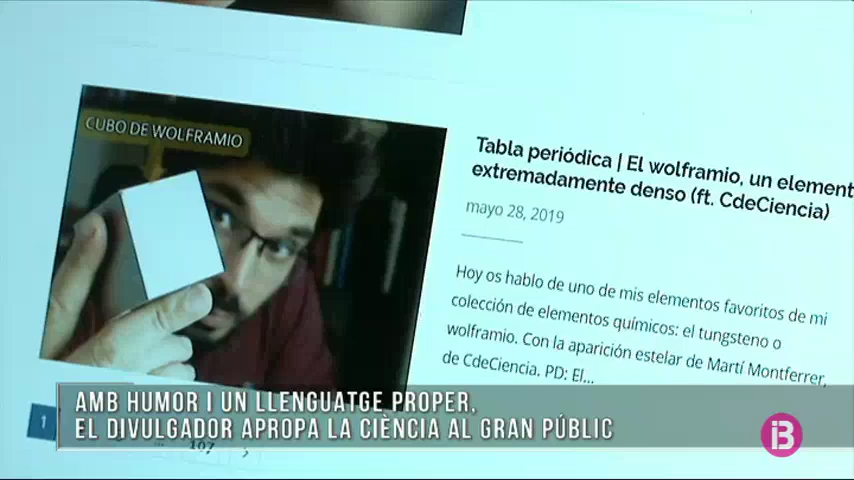 CUBO DE WOLFRAMIO
Tabla periódica | El wolframio, un element
extremadamente denso (ft. CdeCiencia)
mayo 28, 2019
Hoy os hablo de uno de mis elementos favoritos de mi
colección de elementos químicos: el tungsteno o
wolframio. Con la aparición estelar de Martí Montferrer,
de CdeCiencia. PD: El...
AMB HUMOR I UN LLENGUATGE PROPER,
EL DIVULGADOR APROPA LA CIÈNCIA AL GRAN PÚBLIC
1
... 107 >
IB